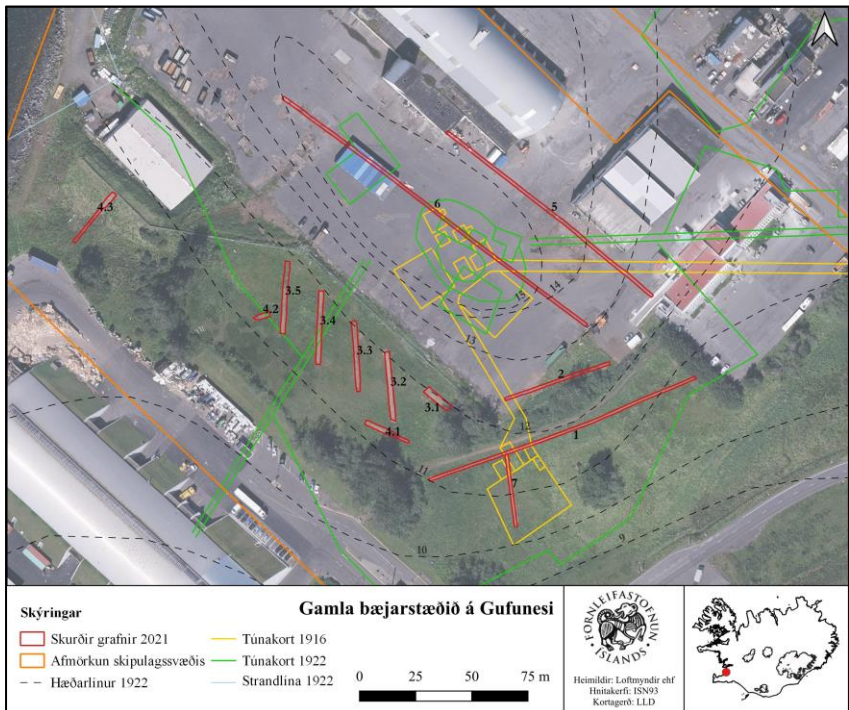 4.3
6
5
3.5
4.2
3.4
3.3
3.2
3.1
4.1
2
1
7
15
14
13
12
11
10
9
Skýringar
Skurðir grafnir 2021
Afmörkun skipulagssvæðis
Hæðarlínur 1922
Túnakort 1916
Túnakort 1922
Strandlína 1922
Gamla bæjarstæðið á Gufunesi
0 25 50 75 m
FORNLEIFASTOFNUN
ÍSLANDS
Heimildir: Loftmyndir ehf
Hnitakerfi: ISN93
Kortagerð: LLD